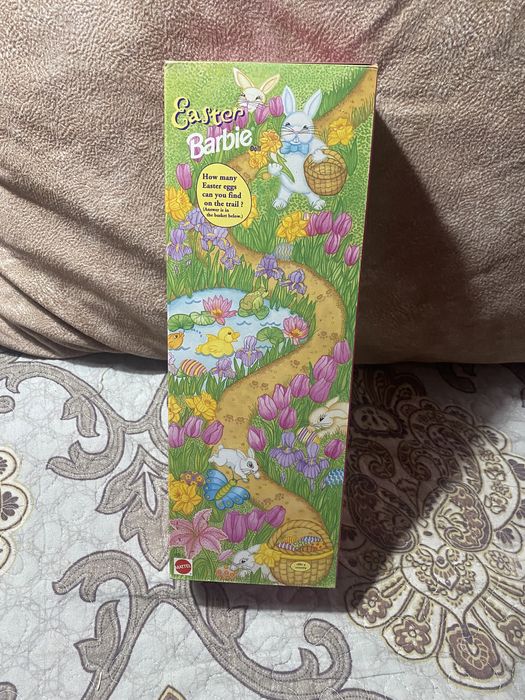 Easter
Barbie
Doll
How many
Easter eggs
can you find
on the trail?
(Answer is in
the basket below.)
MATTEL